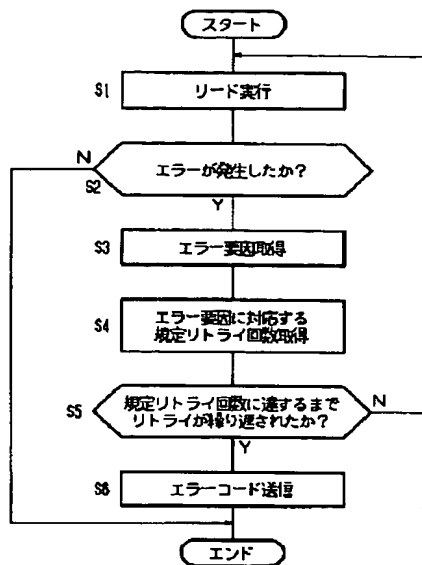 スタート
S1 リード実行
N
エラーが発生したか?
S2
Y
S3 エラー要因取得
S4 エラー要因に対応する
規定リトライ回数取得
S5 規定リトライ回数に達するまで
リトライが繰り返されたか?
N
Y
S6 エラーコード送信
エンド